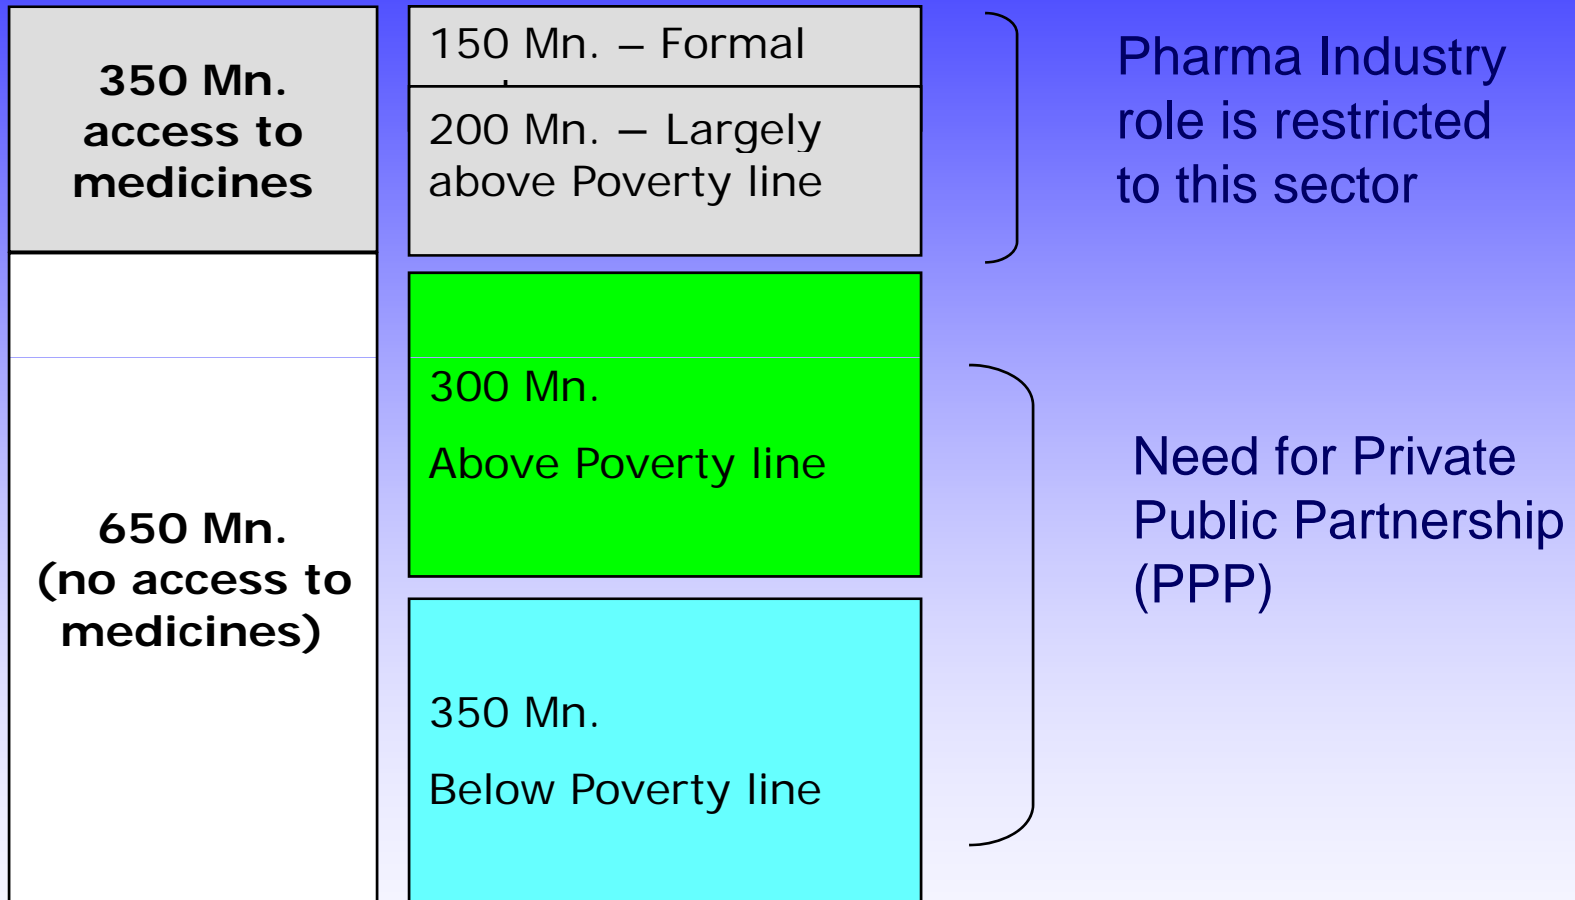 350 Mn.
access to
medicines
150 Mn. – Formal
200 Mn. – Largely
above Poverty line
Pharma Industry
role is restricted
to this sector
650 Mn.
(no access to
medicines)
300 Mn.
Above Poverty line
350 Mn.
Below Poverty line
Need for Private
Public Partnership
(PPP)